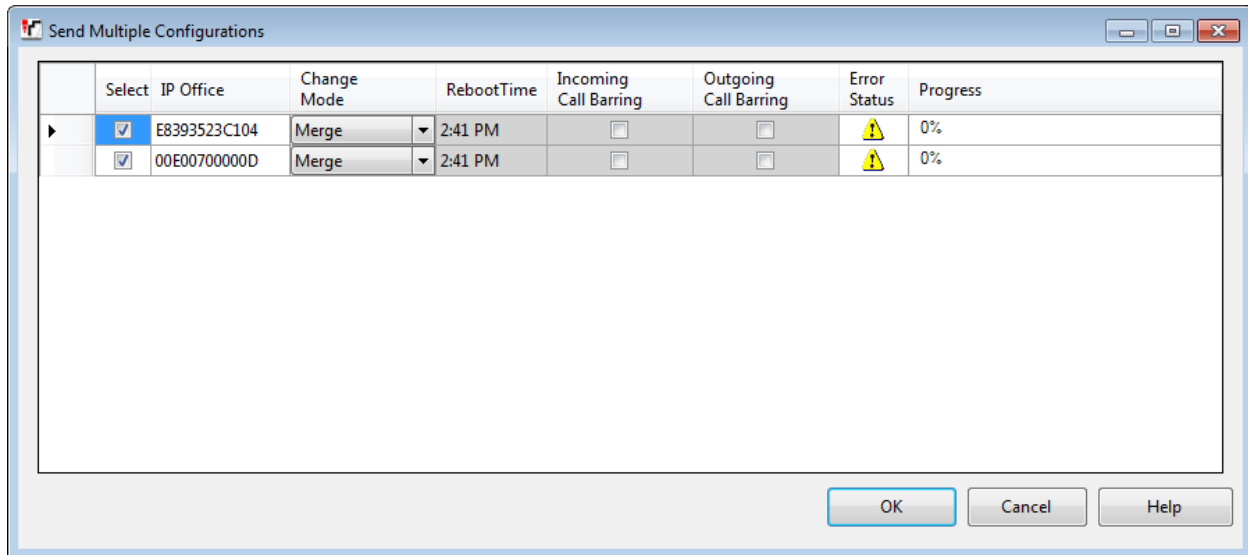 Send Multiple Configurations
Select IP Office Change Mode RebootTime Incoming Call Barring Outgoing Call Barring Error Status Progress
E8393523C104 Merge 2:41 PM 0%
00E00700000D Merge 2:41 PM 0%
OK Cancel Help